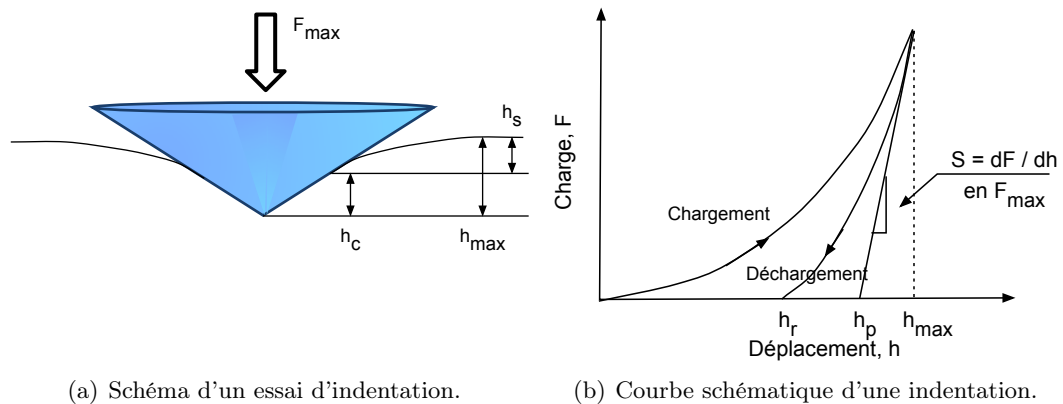 F_max
h_s
h_c
h_max
Charge, F
S = dF / dh
en F_max
Chargement
Déchargement
h_r
h_p
h_max
Déplacement, h
(a) Schéma d'un essai d'indentation.
(b) Courbe schématique d'une indentation.